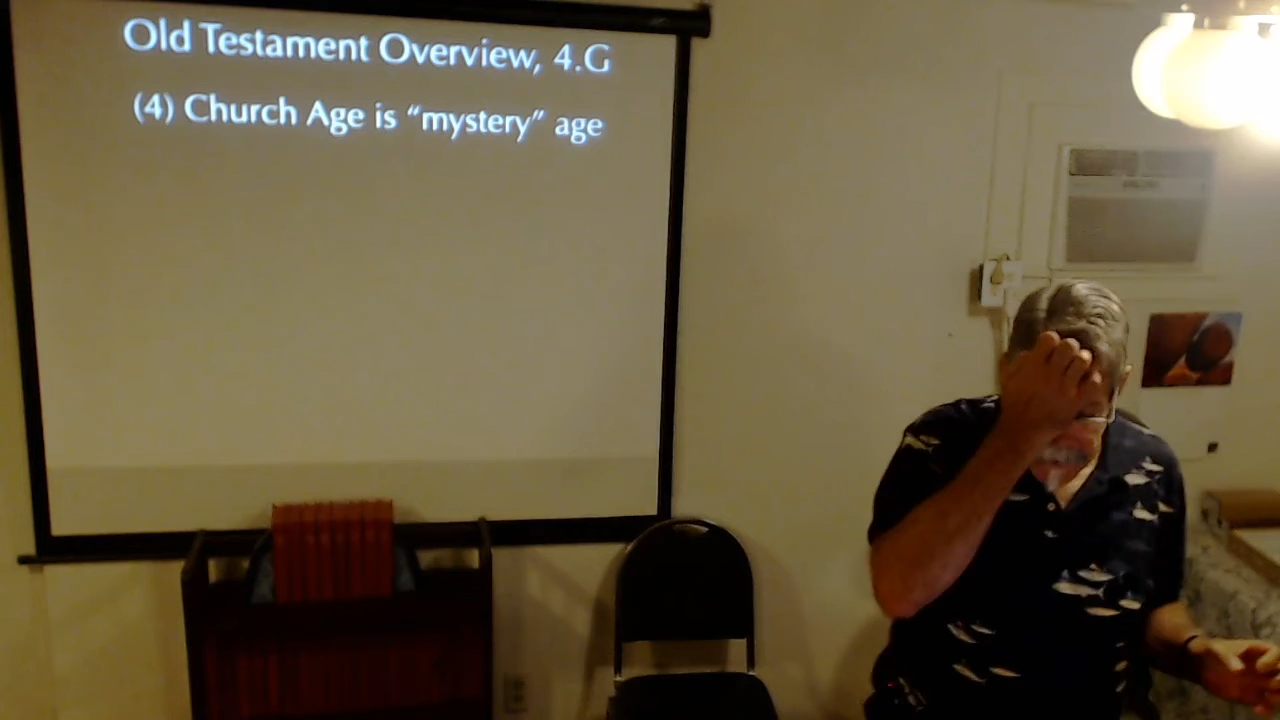 Old Testament Overview, 4.G
(4) Church Age is “mystery” age